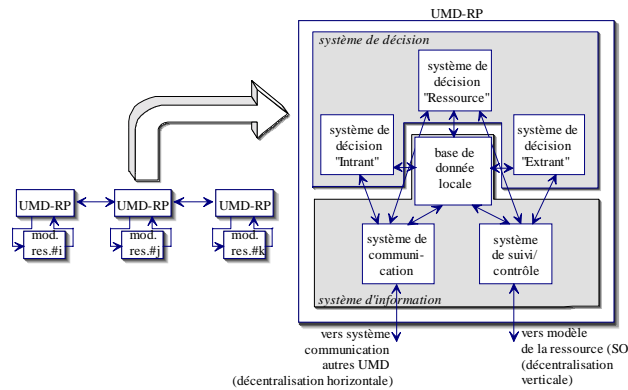 UMD-RP
système de décision
système de
décision
"Ressource"
système de
décision
"Intrant"
système de
décision
"Extrant"
base de
donnée
locale
UMD-RP
UMD-RP
UMD-RP
mod.
res.#i
mod.
res.#j
mod.
res.#k
système de
communi-
cation
système
de suivi/
contrôle
système d'information
vers système
communication
autres UMD
(décentralisation horizontale)
vers modèle
de la ressource (SO
(décentralisation
verticale)